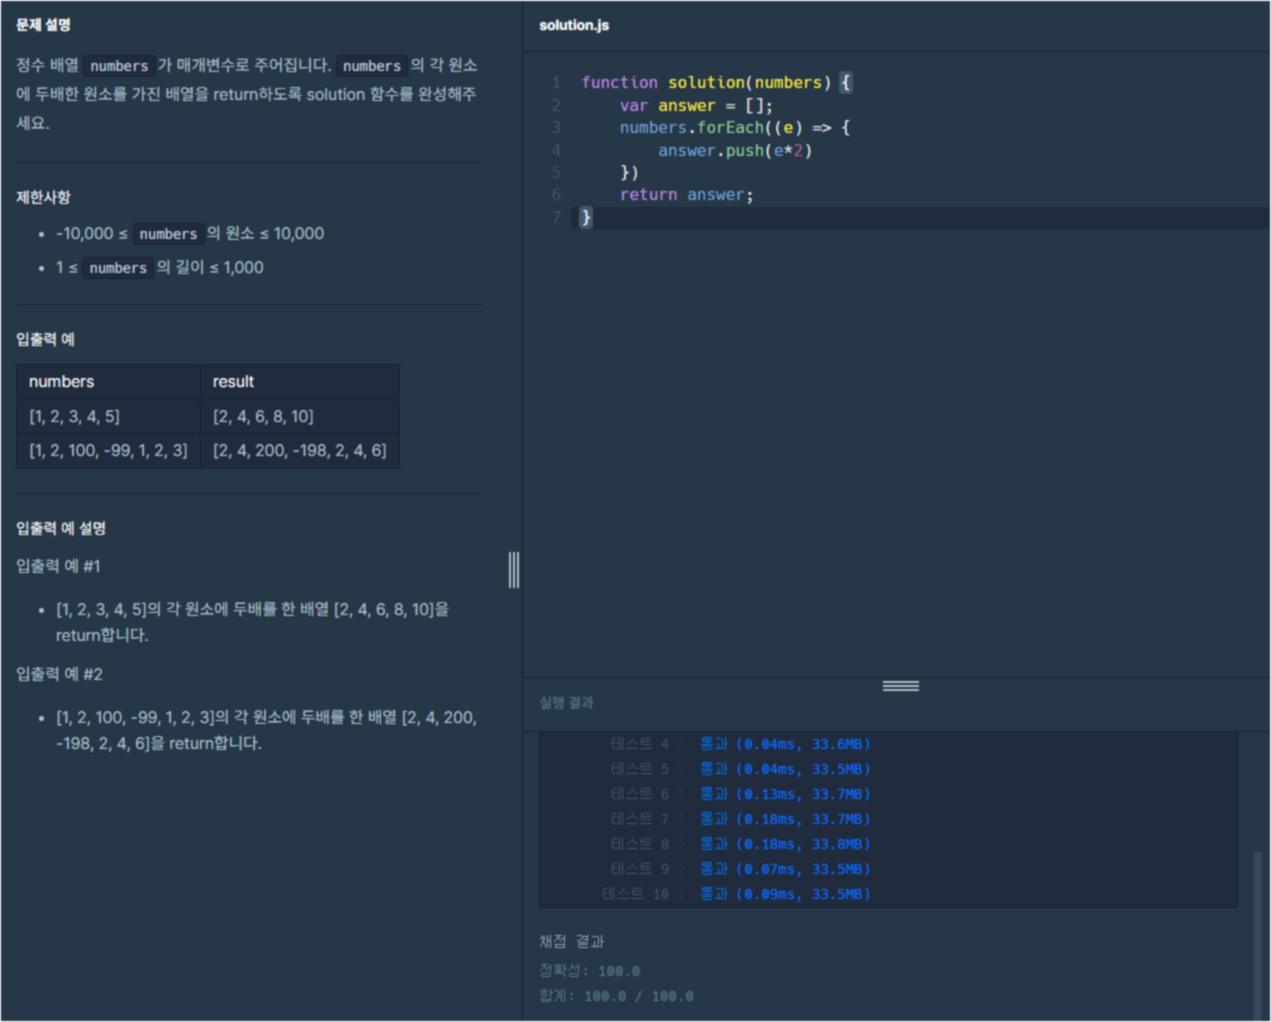 문제 설명
정수 배열 numbers 가 매개변수로 주어집니다. numbers 의 각 원소
에 두배한 원소를 가진 배열을 return하도록 solution 함수를 완성해주
세요.
제한사항
• -10,000 ≤ numbers 의 원소 ≤ 10,000
• 1 ≤ numbers 의 길이 ≤ 1,000
입출력 예
numbers result
[1, 2, 3, 4, 5] [2, 4, 6, 8, 10]
[1, 2, 100, -99, 1, 2, 3] [2, 4, 200, -198, 2, 4, 6]
입출력 예 설명
입출력 예 #1
• [1, 2, 3, 4, 5]의 각 원소에 두배를 한 배열 [2, 4, 6, 8, 10]을
return합니다.
입출력 예 #2
• [1, 2, 100, -99, 1, 2, 3]의 각 원소에 두배를 한 배열 [2, 4, 200,
-198, 2, 4, 6]을 return합니다.
solution.js
1 function solution(numbers) {
2     var answer = [];
3     numbers.forEach((e) => {
4         answer.push(e*2)
5     })
6     return answer;
7 }
실행 결과
테스트 4 〉 통과 (0.04ms, 33.6MB)
테스트 5 〉 통과 (0.04ms, 33.5MB)
테스트 6 〉 통과 (0.13ms, 33.7MB)
테스트 7 〉 통과 (0.18ms, 33.7MB)
테스트 8 〉 통과 (0.18ms, 33.8MB)
테스트 9 〉 통과 (0.07ms, 33.5MB)
테스트 10 〉 통과 (0.09ms, 33.5MB)
채점 결과
정확성: 100.0
합계: 100.0 / 100.0